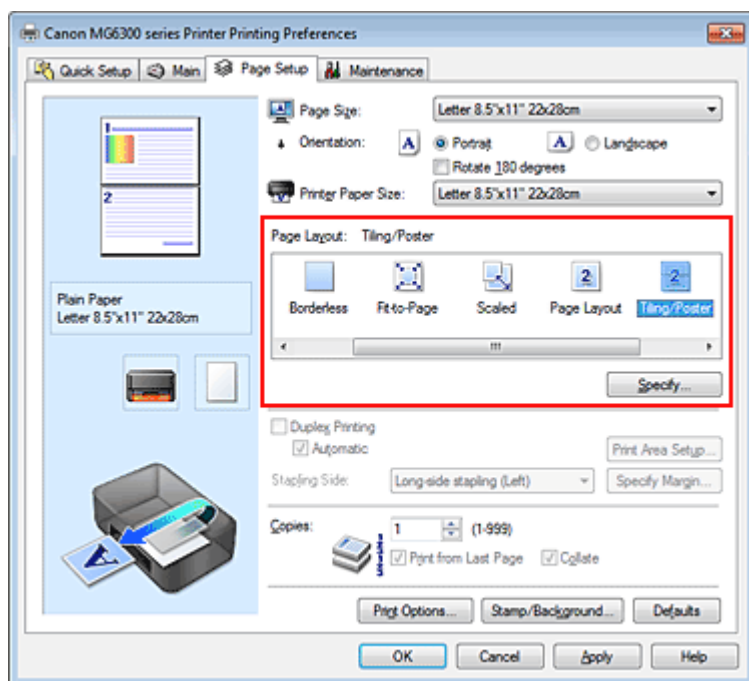 Canon MG6300 series Printer Printing Preferences
Quick Setup Main Page Setup Maintenance
1
2
Plain Paper
Letter 8.5"x11" 22x28cm
Page Size: Letter 8.5"x11" 22x28cm
Orientation: A Portrait A Landscape
Rotate 180 degrees
Printer Paper Size: Letter 8.5"x11" 22x28cm
Page Layout: Tiling/Poster
2 2
Borderless Fit-to-Page Scaled Page Layout Tiling/Poster
Specify...
Duplex Printing
Automatic Print Area Setup...
Stapling Side: Long-side stapling (Left) Specify Margin...
Copies: 1 (1-999)
Print from Last Page Collate
A
Print Options... Stamp/Background... Defaults
OK Cancel Apply Help